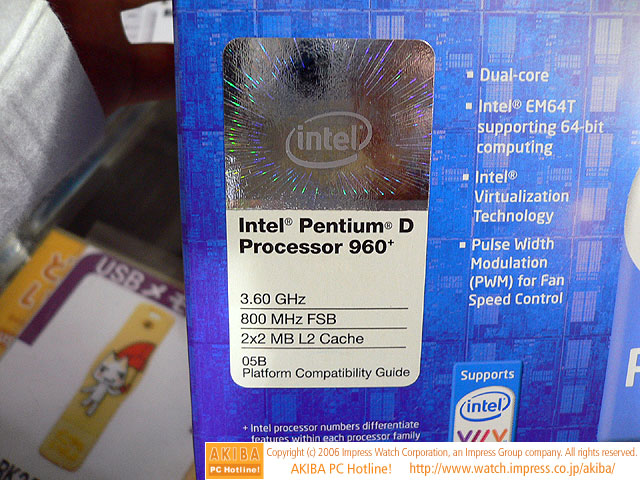 intel
Intel® Pentium® D
Processor 960+
3.60 GHz
800 MHz FSB
2x2 MB L2 Cache
05B
Platform Compatibility Guide
▪ Dual-core
▪ Intel® EM64T
supporting 64-bit
computing
▪ Intel®
Virtualization
Technology
▪ Pulse Width
Modulation
(PWM) for Fan
Speed Control
Supports
intel
+ Intel processor numbers differentiate
features within each processor family
USB メモ
AKIBA
PC Hotline!
Copyright (c) 2006 Impress Watch Corporation, an Impress Group company. All rights reserved.
AKIBA PC Hotline! http://www.watch.impress.co.jp/akiba/